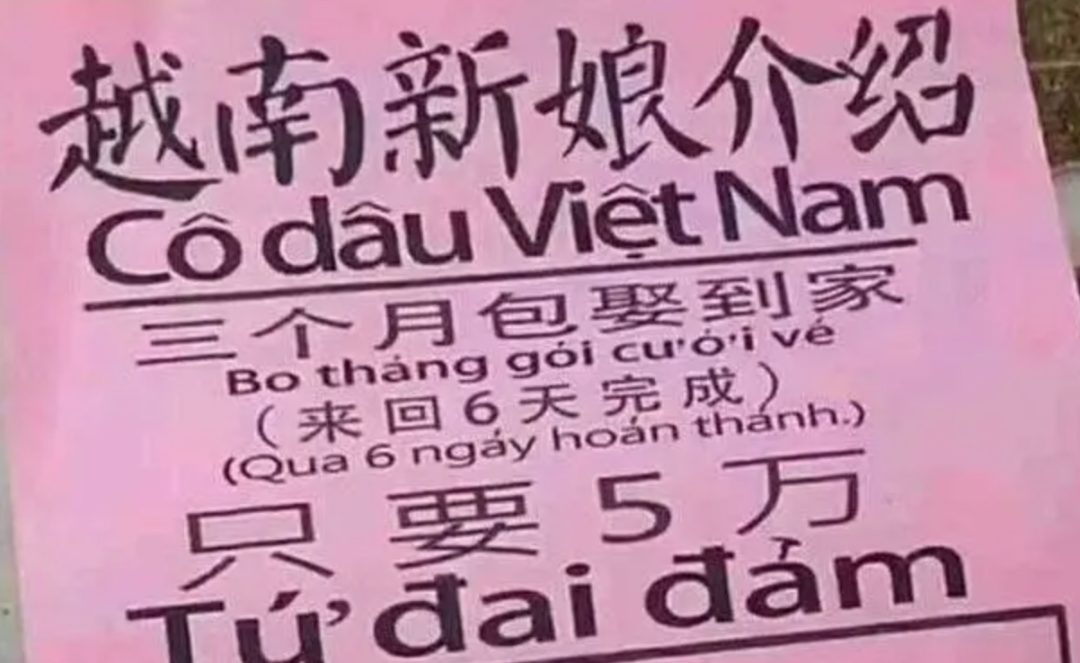 越南新娘介绍
Cô dâu Việt Nam
三个月包娶到家
Bo tháng gói cưới vé
（来回6天完成）
(Qua 6 ngáy hoán thánh.)
只要5万
Tứ đai đảm